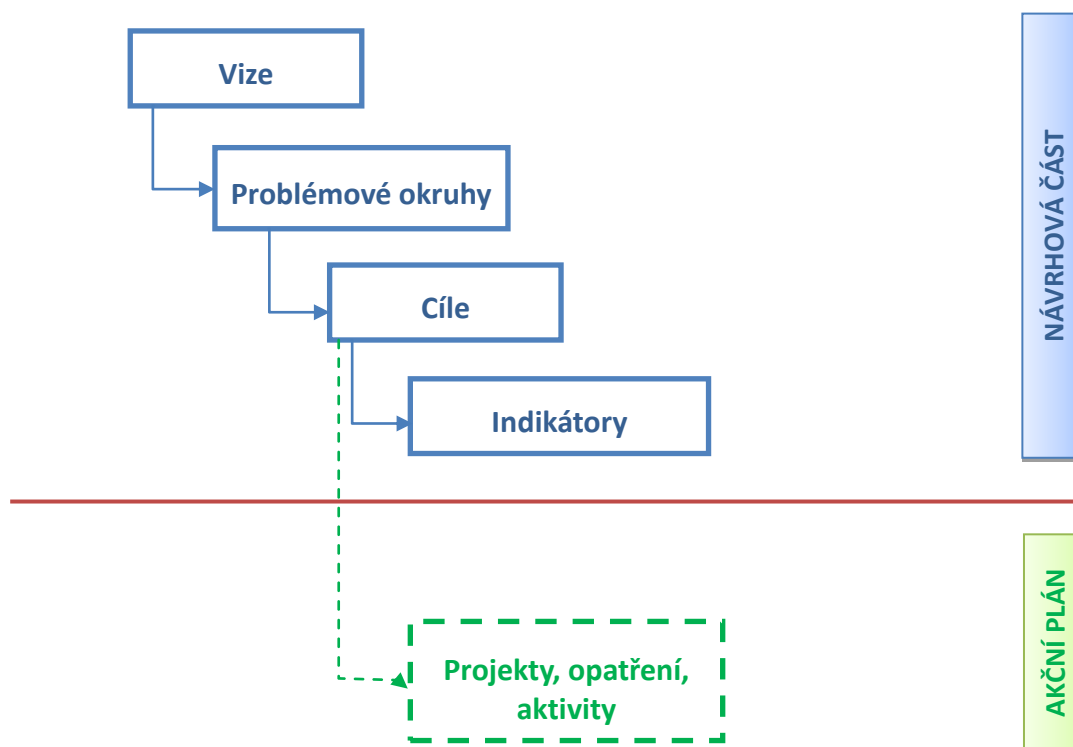 Vize
Problémové okruhy
Cíle
Indikátory
NÁVRHOVÁ ČÁST
Projekty, opatření,
aktivity
AKČNÍ PLÁN